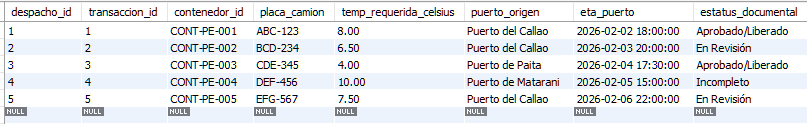 despacho_id transaccion_id contenedor_id placa_camion temp_requerida_celsius puerto_origen eta_puerto estatus_documental
1 1 CONT-PE-001 ABC-123 8.00 Puerto del Callao 2026-02-02 18:00:00 Aprobado/Liberado
2 2 CONT-PE-002 BCD-234 6.50 Puerto del Callao 2026-02-03 20:00:00 En Revisión
3 3 CONT-PE-003 CDE-345 4.00 Puerto de Paita 2026-02-04 17:30:00 Aprobado/Liberado
4 4 CONT-PE-004 DEF-456 10.00 Puerto de Matarani 2026-02-05 15:00:00 Incompleto
5 5 CONT-PE-005 EFG-567 7.50 Puerto del Callao 2026-02-06 22:00:00 En Revisión
NULL NULL NULL NULL NULL NULL NULL NULL